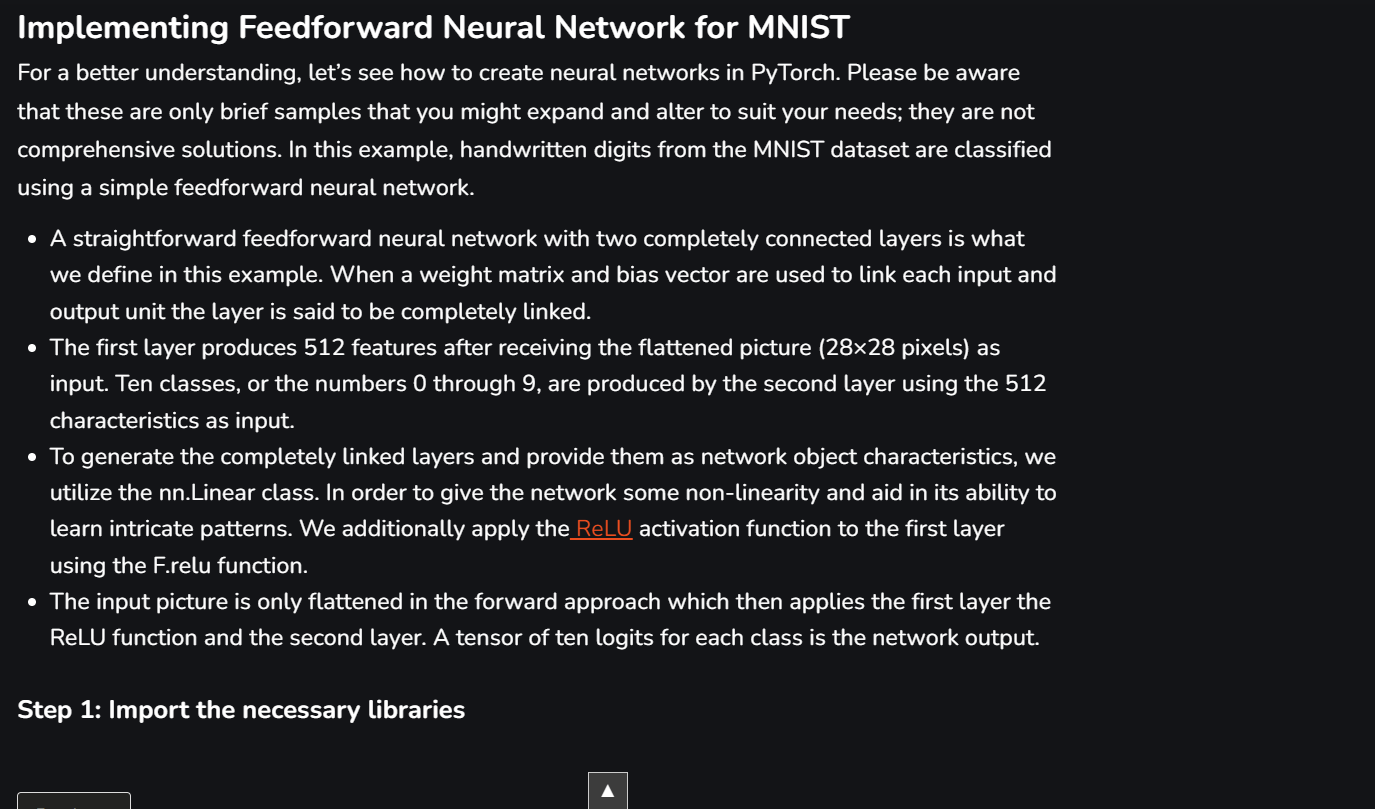 Implementing Feedforward Neural Network for MNIST
For a better understanding, let’s see how to create neural networks in PyTorch. Please be aware
that these are only brief samples that you might expand and alter to suit your needs; they are not
comprehensive solutions. In this example, handwritten digits from the MNIST dataset are classified
using a simple feedforward neural network.
• A straightforward feedforward neural network with two completely connected layers is what
we define in this example. When a weight matrix and bias vector are used to link each input and
output unit the layer is said to be completely linked.
• The first layer produces 512 features after receiving the flattened picture (28×28 pixels) as
input. Ten classes, or the numbers 0 through 9, are produced by the second layer using the 512
characteristics as input.
• To generate the completely linked layers and provide them as network object characteristics, we
utilize the nn.Linear class. In order to give the network some non-linearity and aid in its ability to
learn intricate patterns. We additionally apply the ReLU activation function to the first layer
using the F.relu function.
• The input picture is only flattened in the forward approach which then applies the first layer the
ReLU function and the second layer. A tensor of ten logits for each class is the network output.
Step 1: Import the necessary libraries